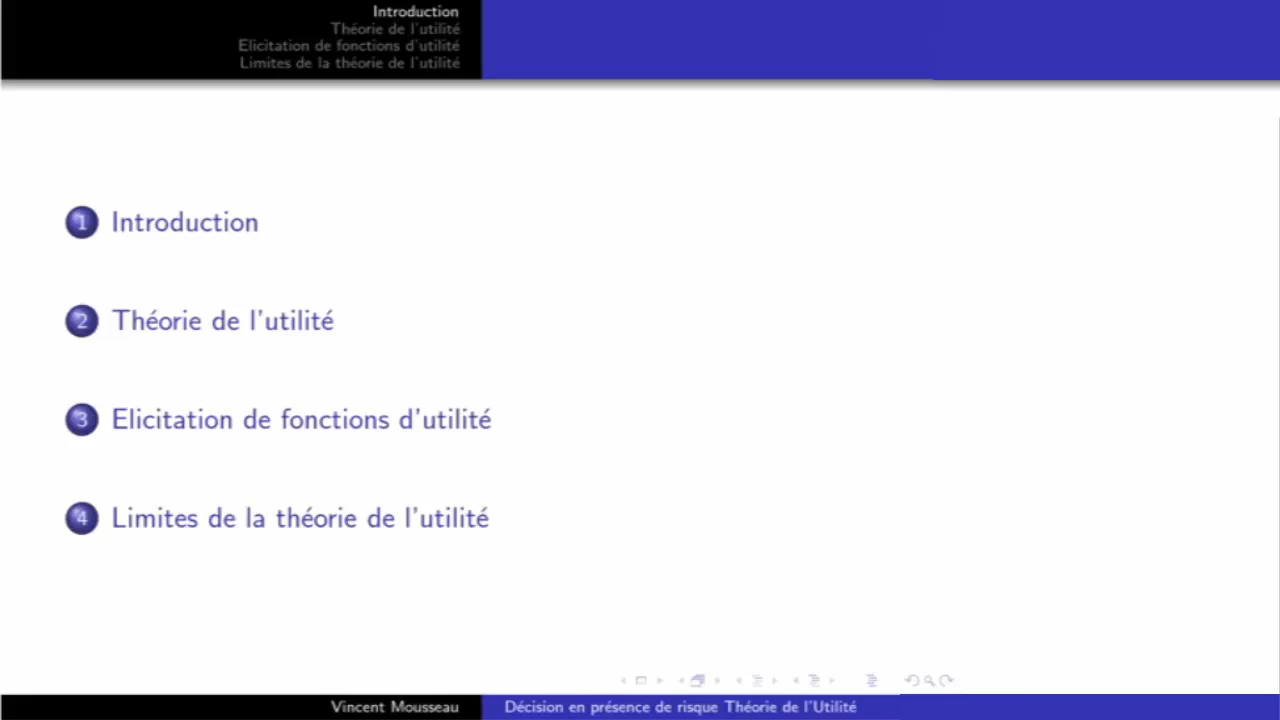 Introduction
Théorie de l'utilité
Elicitation de fonctions d'utilité
Limites de la théorie de l'utilité
1 Introduction
2 Théorie de l'utilité
3 Elicitation de fonctions d'utilité
4 Limites de la théorie de l'utilité
Vincent Mousseau Décision en présence de risque Théorie de l'Utilité